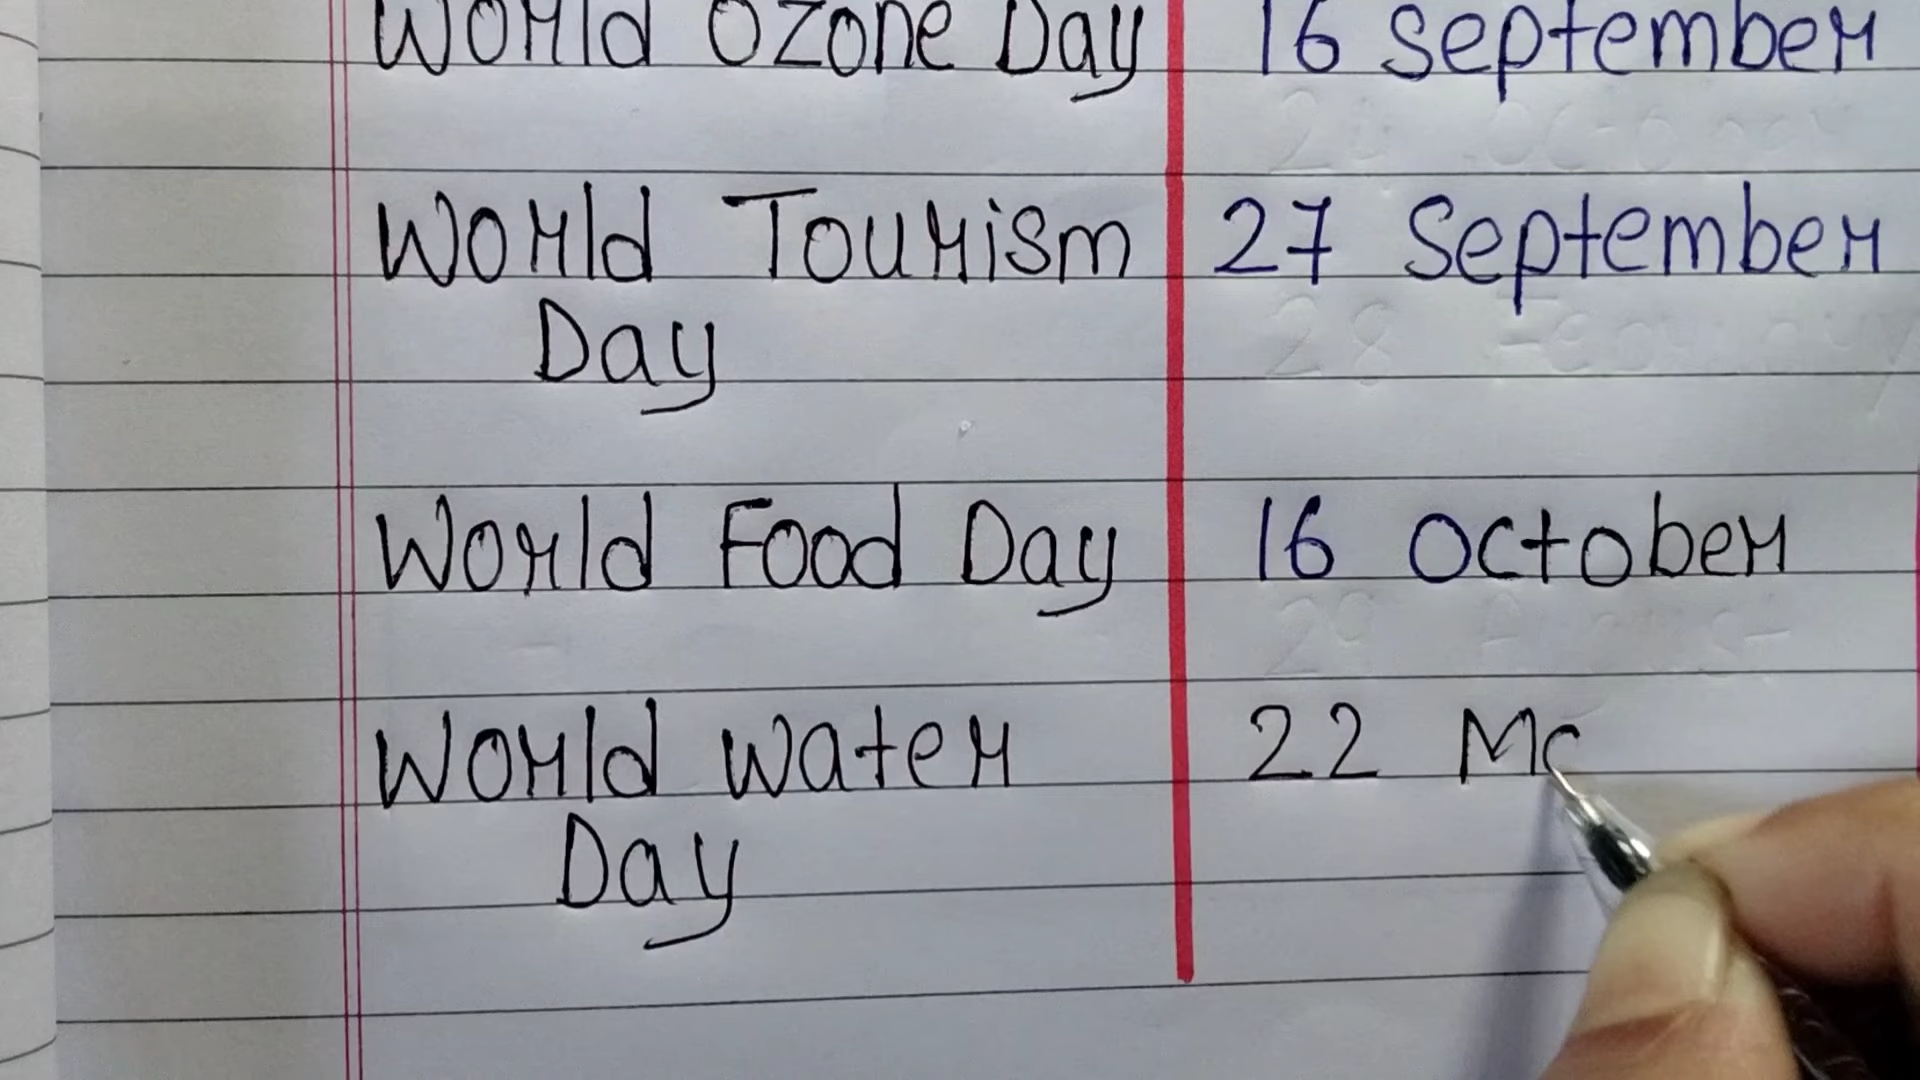 World Ozone Day 16 September
World Tourism 27 September
Day
World Food Day 16 October
World Water 22 Ma
Day